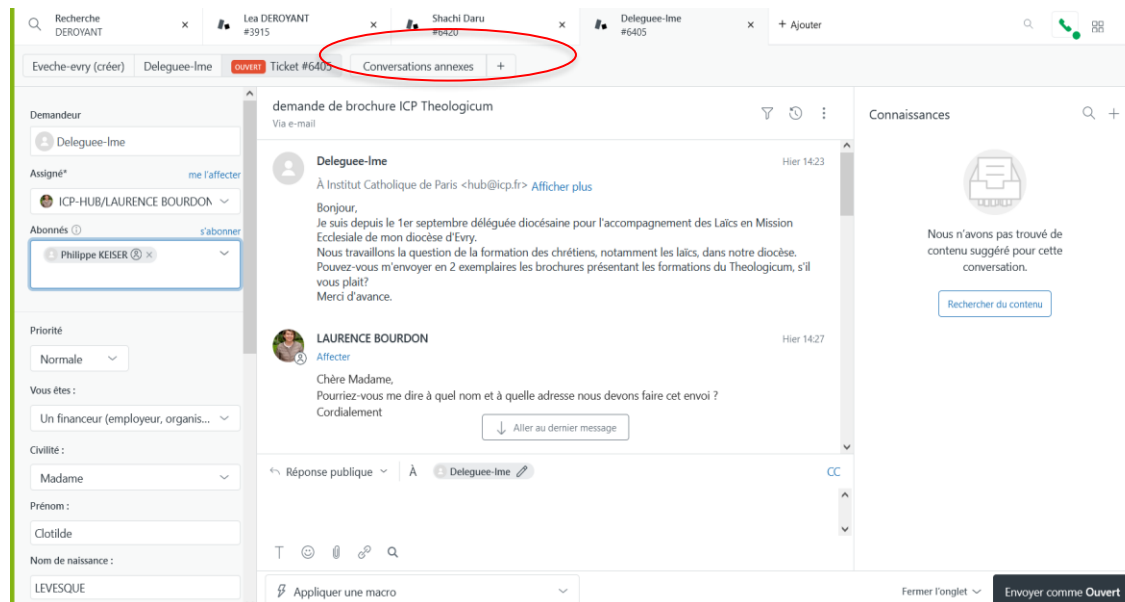 Recherche
DEROYANT
Lea DEROYANT
#3915
Shachi Daru
#6420
Deleguee-lme
#6405
+ Ajouter
Eveche-evry (créer)
Deleguee-lme
OUVERT Ticket #6405
Conversations annexes
+
Demandeur
Deleguee-lme
Assigné*
me l'affecter
ICP-HUB/LAURENCE BOURDON
Abonnés
s'abonner
Philippe KEISER
Priorité
Normale
Vous êtes :
Un financeur (employeur, organis...
Civilité :
Madame
Prénom :
Clotilde
Nom de naissance :
LEVESQUE
demande de brochure ICP Theologicum
Via e-mail
Deleguee-lme
Hier 14:23
À Institut Catholique de Paris <hub@icp.fr> Afficher plus
Bonjour,
Je suis depuis le 1er septembre déléguée diocésaine pour l'accompagnement des Laïcs en Mission
Ecclesiale de mon diocèse d'Evry.
Nous travaillons la question de la formation des chrétiens, notamment les laïcs, dans notre diocèse.
Pouvez-vous m'envoyer en 2 exemplaires les brochures présentant les formations du Theologicum, s'il
vous plait?
Merci d'avance.
LAURENCE BOURDON
Hier 14:27
Affecter
Chère Madame,
Pourriez-vous me dire à quel nom et à quelle adresse nous devons faire cet envoi ?
Cordialement
Aller au dernier message
Réponse publique
À
Deleguee-lme
CC
Appliquer une macro
Fermer l'onglet
Envoyer comme Ouvert
Connaissances
Nous n'avons pas trouvé de
contenu suggéré pour cette
conversation.
Rechercher du contenu